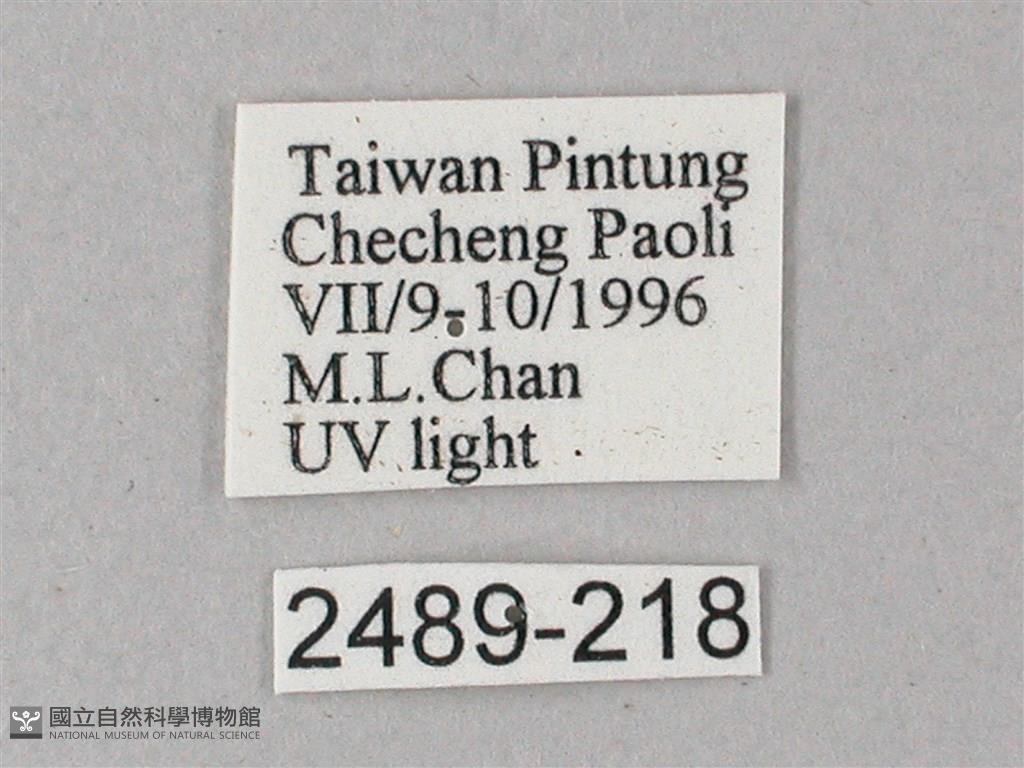 Taiwan Pintung
Checheng Paoli
VII/9-10/1996
M.L.Chan
UV light
2489-218
國立自然科學博物館
NATIONAL MUSEUM OF NATURAL SCIENCE